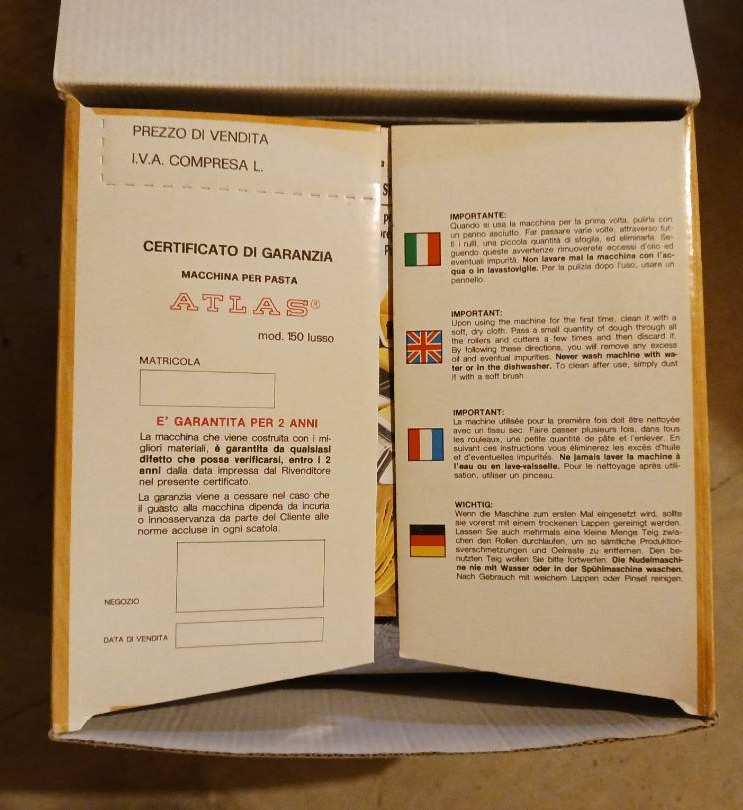 PREZZO DI VENDITA
I.V.A. COMPRESA L.
CERTIFICATO DI GARANZIA
MACCHINA PER PASTA
ATLAS®
mod. 150 lusso
MATRICOLA
E' GARANTITA PER 2 ANNI
La macchina che viene costruita con i mi-
gliori materiali, è garantita da qualsiasi
difetto che possa verificarsi, entro i 2
anni dalla data impressa dal Rivenditore
nel presente certificato.
La garanzia viene a cessare nel caso che
il guasto alla macchina dipenda da incuria
o innosservanza da parte del Cliente alle
norme accluse in ogni scatola.
NEGOZIO
DATA DI VENDITA
IMPORTANTE:
Quando si usa la macchina per la prima volta, pulirla con
un panno asciutto. Far passare varie volte, attraverso tut-
ti i rulli, una piccola quantità di sfoglia, ed eliminarla. Se-
guendo queste avvertenze rimuoverete eccessi d'olio ed
eventuali impurità. Non lavare mai la macchina con l'ac-
qua o in lavastoviglie. Per la pulizia dopo l'uso, usare un
pennello.
IMPORTANT:
Upon using the machine for the first time, clean it with a
soft, dry cloth. Pass a small quantity of dough through all
the rollers and cutters a few times and then discard it.
By following these directions, you will remove any excess
oil and eventual impurities. Never wash machine with wa-
ter or in the dishwasher. To clean after use, simply dust
it with a soft brush.
IMPORTANT:
La machine utilisée pour la première fois doit être nettoyée
avec un tissu sec. Faire passer plusieurs fois, dans tous
les rouleaux, une petite quantité de pâte et l'enlever. En
suivant ces instructions vous éliminerez les excès d'huile
et d'éventuelles impuretés. Ne jamais laver la machine à
l'eau ou en lave-vaisselle. Pour le nettoyage après utili-
sation, utiliser un pinceau.
WICHTIG:
Wenn die Maschine zum ersten Mal eingesetzt wird, sollte
sie vorerst mit einem trockenen Lappen gereinigt werden.
Lassen Sie auch mehrmals eine kleine Menge Teig zwis-
chen den Rollen durchlaufen, um so sämtliche Produktion-
sverschmetzungen und Oelreste zu entfernen. Den be-
nutzten Teig wollen Sie bitte fortwerfen. Die Nudelmaschi-
ne nie mit Wasser oder in der Spühlmaschine waschen.
Nach Gebrauch mit weichem Lappen oder Pinsel reinigen.